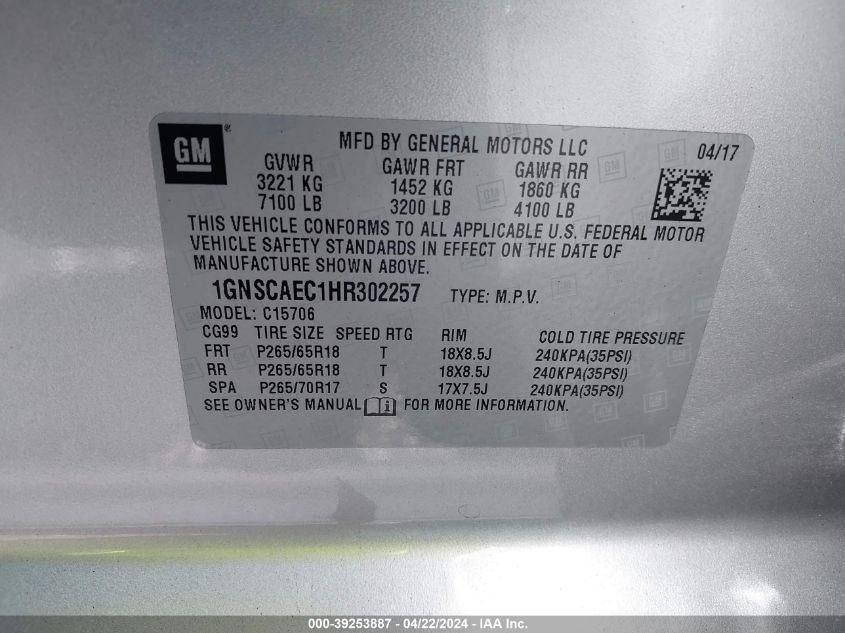 GM®
MFD BY GENERAL MOTORS LLC
04/17
GVWR GAWR FRT GAWR RR
3221 KG 1452 KG 1860 KG
7100 LB 3200 LB 4100 LB
THIS VEHICLE CONFORMS TO ALL APPLICABLE U.S. FEDERAL MOTOR
VEHICLE SAFETY STANDARDS IN EFFECT ON THE DATE OF
MANUFACTURE SHOWN ABOVE.
1GNSCAEC1HR302257 TYPE: M.P.V.
MODEL: C15706
CG99 TIRE SIZE SPEED RTG RIM COLD TIRE PRESSURE
FRT P265/65R18 T 18X8.5J 240KPA(35PSI)
RR P265/65R18 T 18X8.5J 240KPA(35PSI)
SPA P265/70R17 S 17X7.5J 240KPA(35PSI)
SEE OWNER'S MANUAL i FOR MORE INFORMATION.
000-39253887 - 04/22/2024 - IAA Inc.